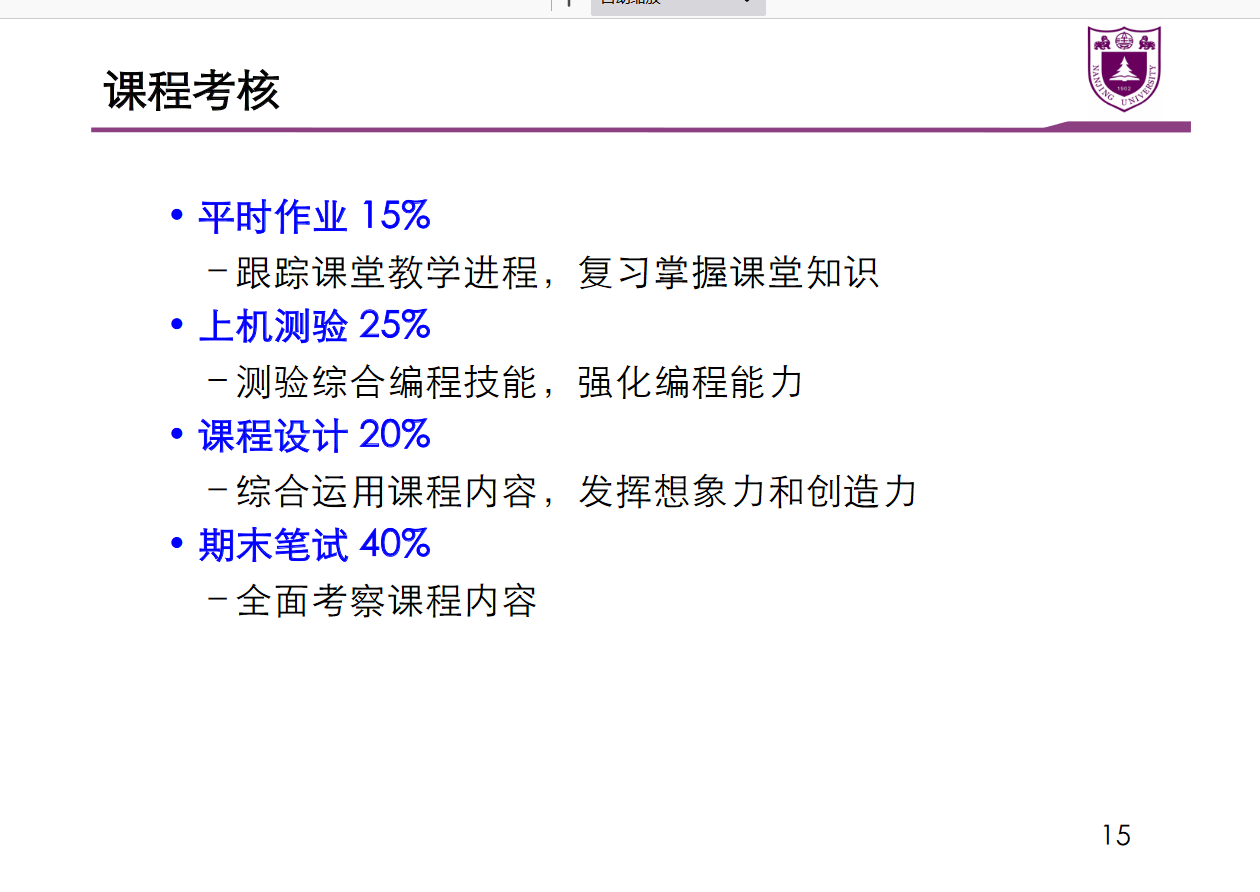 课程考核
NANJING UNIVERSITY
1902
• 平时作业 15%
– 跟踪课堂教学进程，复习掌握课堂知识
• 上机测验 25%
– 测验综合编程技能，强化编程能力
• 课程设计 20%
– 综合运用课程内容，发挥想象力和创造力
• 期末笔试 40%
– 全面考察课程内容
15